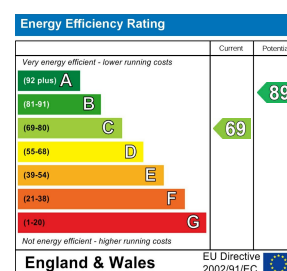 Energy Efficiency Rating
Current Potentia
Very energy efficient - lower running costs
(92 plus) A
(81-91) B
(69-80) C
(55-68) D
(39-54) E
(21-38) F
(1-20) G
69
89
Not energy efficient - higher running costs
England & Wales
EU Directive
2002/91/EC